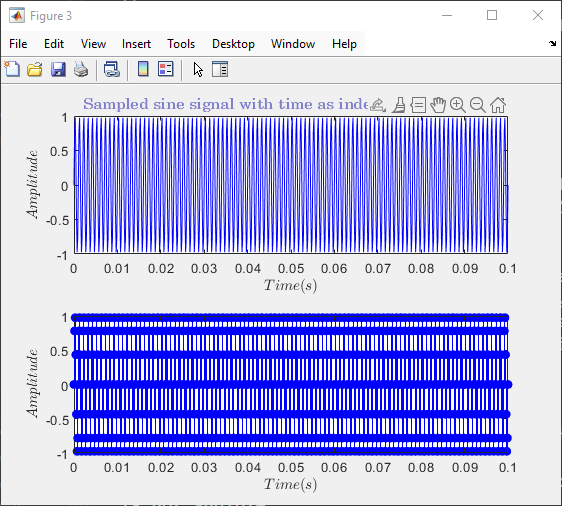 Figure 3
File Edit View Insert Tools Desktop Window Help
Sampled sine signal with time as inde
1
0.5
0
-0.5
-1
Amplitude
0 0.01 0.02 0.03 0.04 0.05 0.06 0.07 0.08 0.09 0.1
Time(s)
1
0.5
0
-0.5
-1
Amplitude
0 0.01 0.02 0.03 0.04 0.05 0.06 0.07 0.08 0.09 0.1
Time(s)